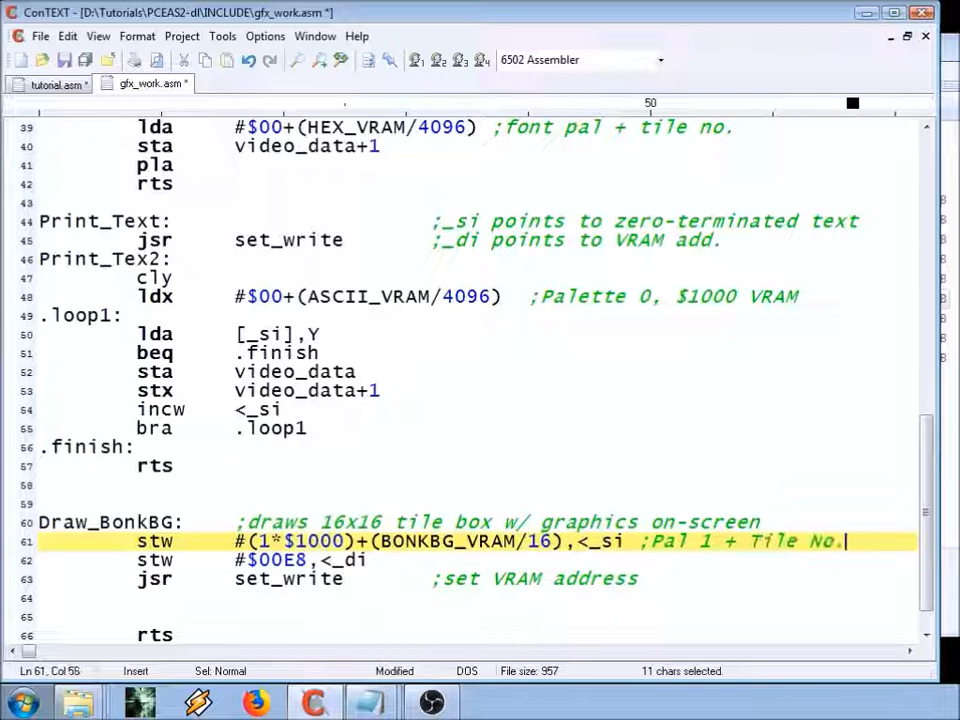 ConTEXT - [D:\Tutorials\PCEAS2-dl\INCLUDE\gfx_work.asm *]
File Edit View Format Project Tools Options Window Help
6502 Assembler
tutorial.asm * gfx_work.asm *
50
39 lda #$00+(HEX_VRAM/4096) ;font pal + tile no.
40 sta video_data+1
41 pla
42 rts
43
44 Print_Text: ;_si points to zero-terminated text
45 jsr set_write ;_di points to VRAM add.
46 Print_Tex2:
47 cly
48 ldx #$00+(ASCII_VRAM/4096) ;Palette 0, $1000 VRAM
49 .loop1:
50 lda [_si],Y
51 beq .finish
52 sta video_data
53 stx video_data+1
54 incw <_si
55 bra .loop1
56 .finish:
57 rts
58
59
60 Draw_BonkBG: ;draws 16x16 tile box w/ graphics on-screen
61 stw #(1*$1000)+(BONKBG_VRAM/16),<_si ;Pal 1 + Tile No.
62 stw #$00E8,<_di
63 jsr set_write ;set VRAM address
64
65
66 rts
Ln 61, Col 55 Insert Sel: Normal Modified DOS File size: 957 11 chars selected.